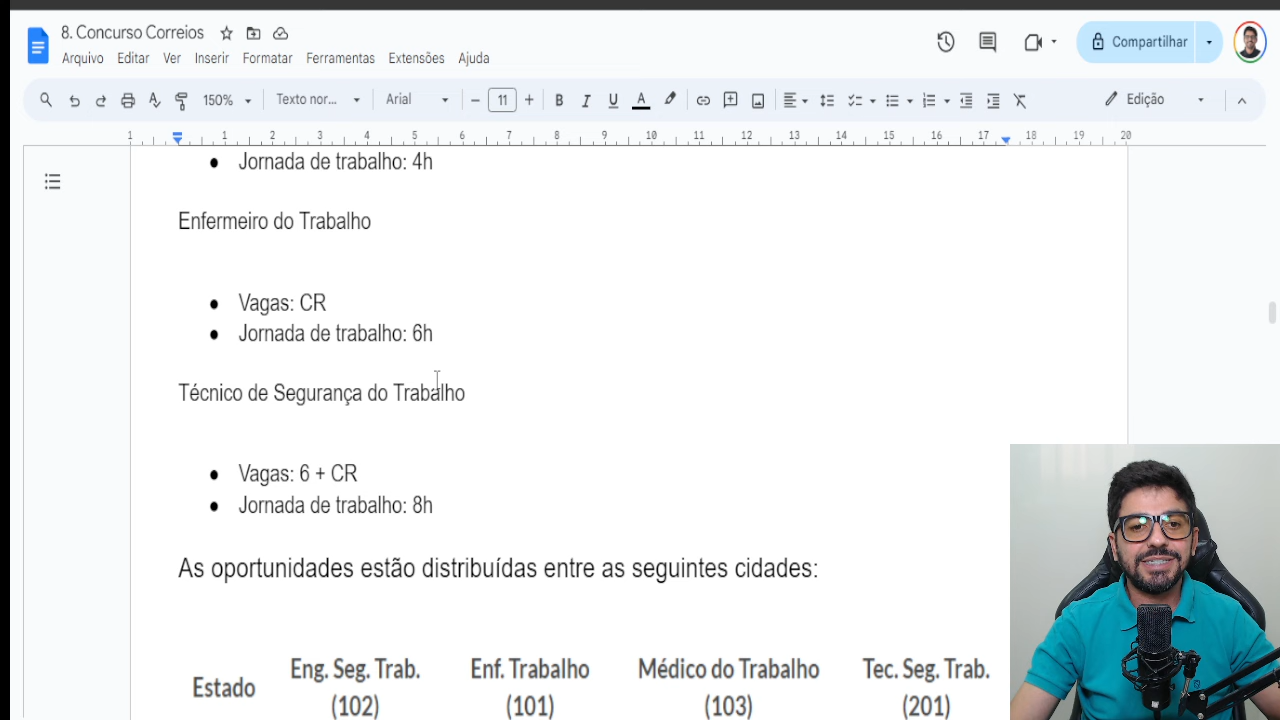 8. Concurso Correios
Arquivo Editar Ver Inserir Formatar Ferramentas Extensões Ajuda
Compartilhar
150% Texto nor... Arial 11 B I U A Edição
1 1 2 3 4 5 6 7 8 9 10 11 12 13 14 15 16 17 18 19 20
• Jornada de trabalho: 4h
Enfermeiro do Trabalho
• Vagas: CR
• Jornada de trabalho: 6h
Técnico de Segurança do Trabalho
• Vagas: 6 + CR
• Jornada de trabalho: 8h
As oportunidades estão distribuídas entre as seguintes cidades:
Estado Eng. Seg. Trab. Enf. Trabalho Médico do Trabalho Tec. Seg. Trab.
(102) (101) (103) (201)